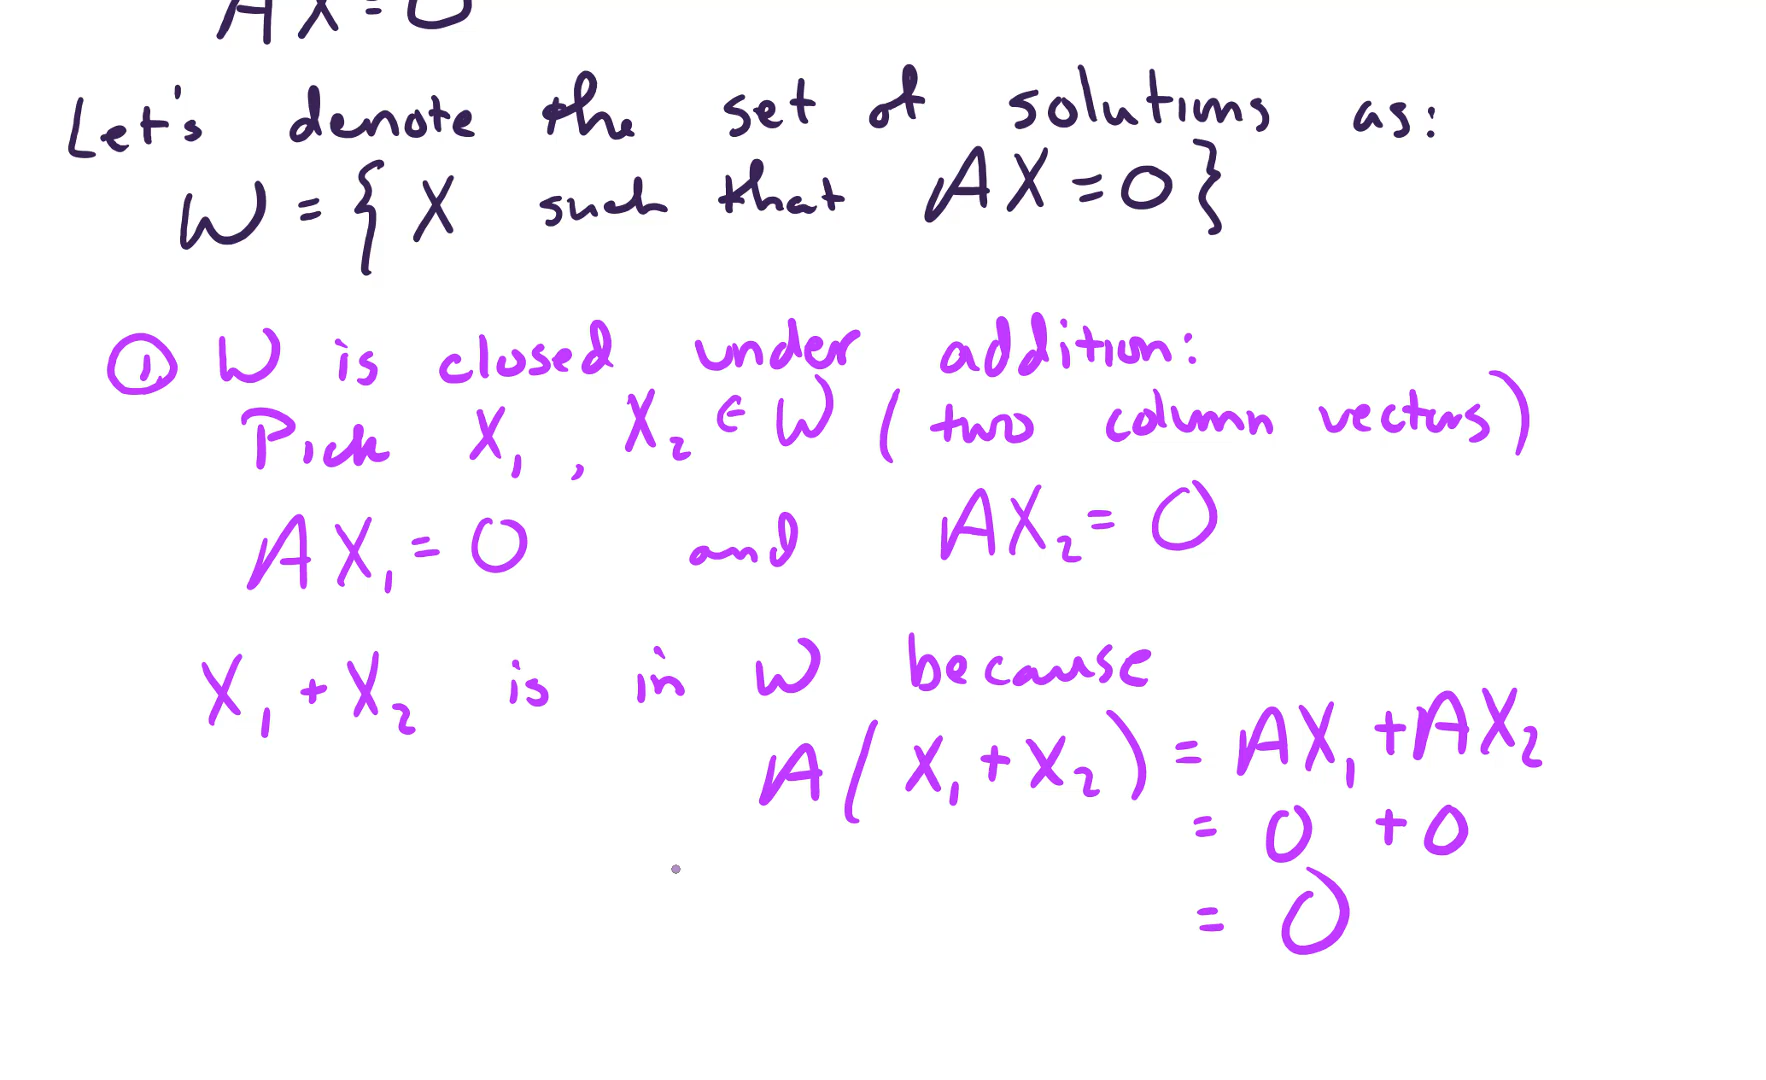 AX=0
Let's denote the set of solutions as:
W = { X such that AX=0 }
① W is closed under addition:
Pick X₁, X₂ ∈ W (two column vectors)
AX₁ = 0 and AX₂ = 0
X₁ + X₂ is in W because
A(X₁+X₂) = AX₁ + AX₂
= 0 + 0
= 0